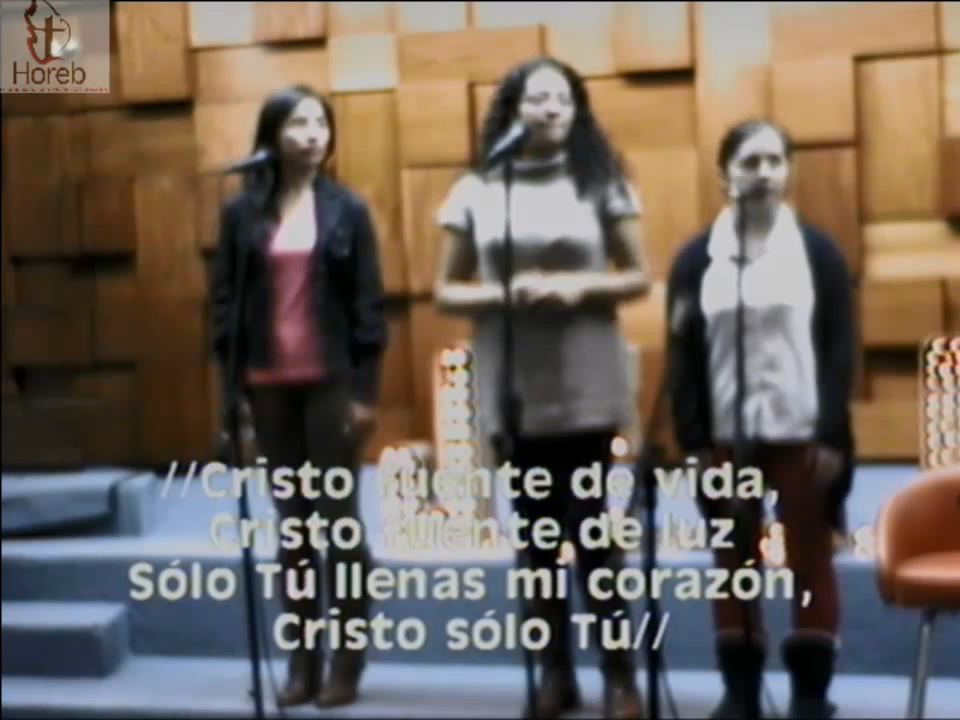 Horeb
//Cristo fuente de vida,
Cristo fuente de luz
Sólo Tú llenas mi corazón,
Cristo sólo Tú//